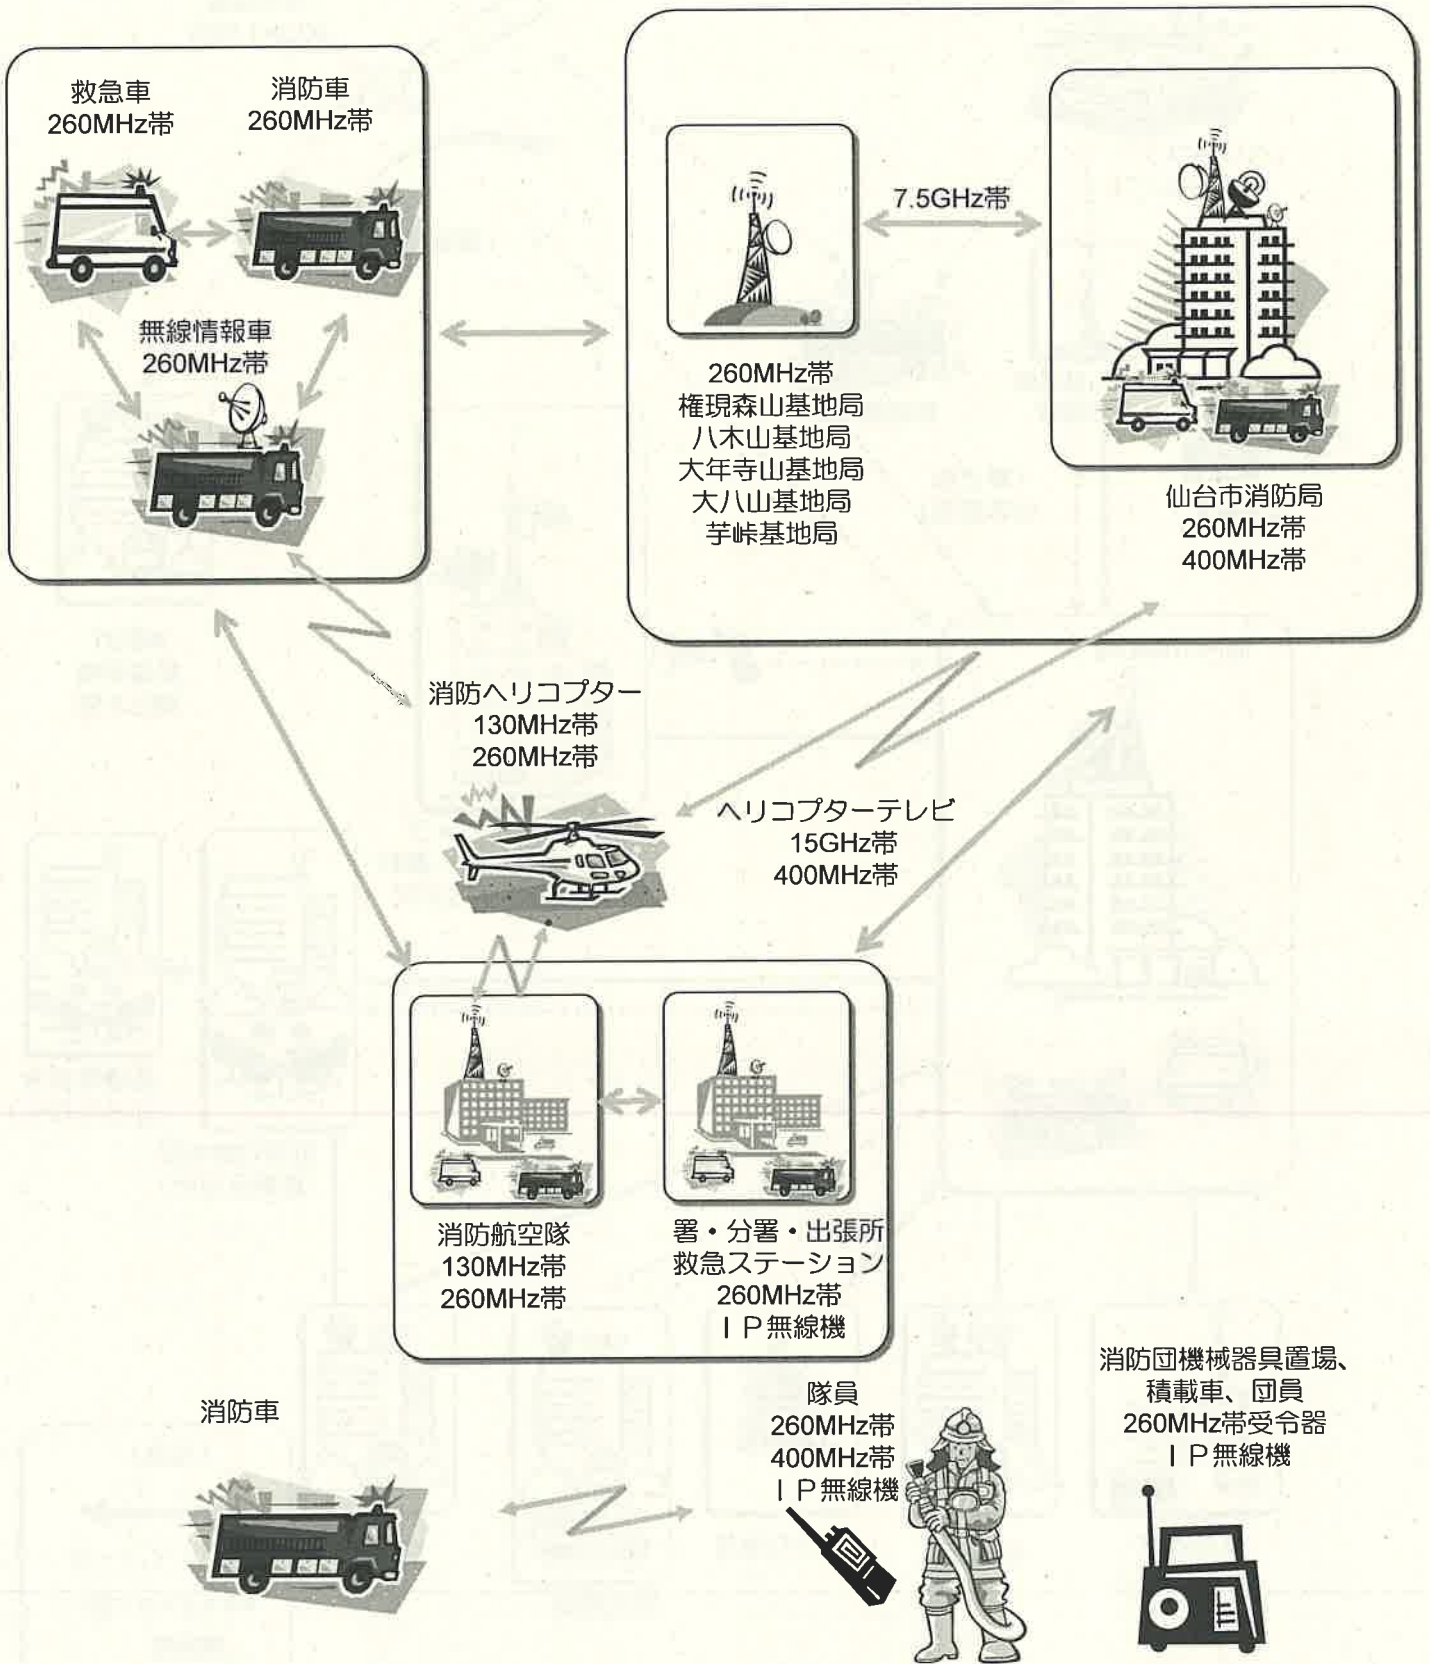 救急車
260MHz帯
消防車
260MHz帯
無線情報車
260MHz帯
7.5GHz帯
260MHz帯
権現森山基地局
八木山基地局
大年寺山基地局
大八山基地局
芋峠基地局
仙台市消防局
260MHz帯
400MHz帯
消防ヘリコプター
130MHz帯
260MHz帯
ヘリコプターテレビ
15GHz帯
400MHz帯
消防航空隊
130MHz帯
260MHz帯
署・分署・出張所
救急ステーション
260MHz帯
ＩＰ無線機
消防車
隊員
260MHz帯
400MHz帯
ＩＰ無線機
消防団機械器具置場、
積載車、団員
260MHz帯受令器
ＩＰ無線機